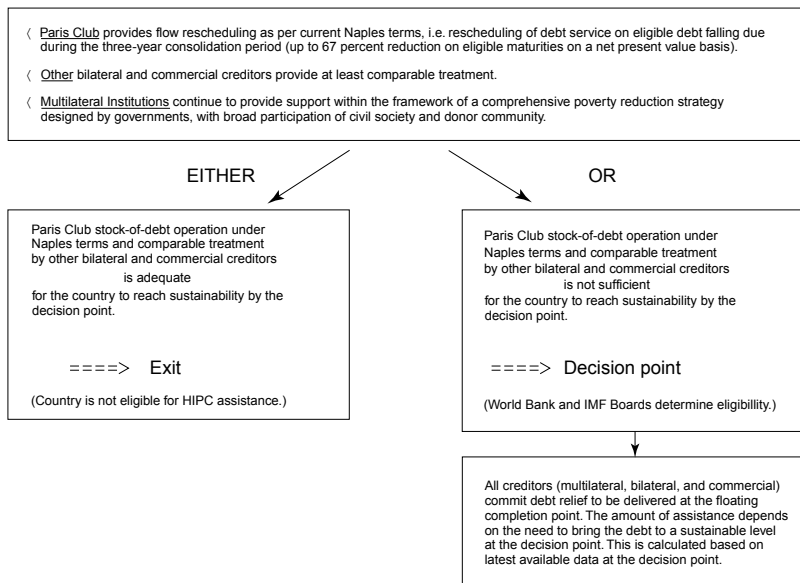 〈 Paris Club provides flow rescheduling as per current Naples terms, i.e. rescheduling of debt service on eligible debt falling due
during the three-year consolidation period (up to 67 percent reduction on eligible maturities on a net present value basis).
〈 Other bilateral and commercial creditors provide at least comparable treatment.
〈 Multilateral Institutions continue to provide support within the framework of a comprehensive poverty reduction strategy
designed by governments, with broad participation of civil society and donor community.
EITHER
OR
Paris Club stock-of-debt operation under
Naples terms and comparable treatment
by other bilateral and commercial creditors
is adequate
for the country to reach sustainability by the
decision point.
====> Exit
(Country is not eligible for HIPC assistance.)
Paris Club stock-of-debt operation under
Naples terms and comparable treatment
by other bilateral and commercial creditors
is not sufficient
for the country to reach sustainability by the
decision point.
====> Decision point
(World Bank and IMF Boards determine eligibillity.)
All creditors (multilateral, bilateral, and commercial)
commit debt relief to be delivered at the floating
completion point. The amount of assistance depends
on the need to bring the debt to a sustainable level
at the decision point. This is calculated based on
latest available data at the decision point.